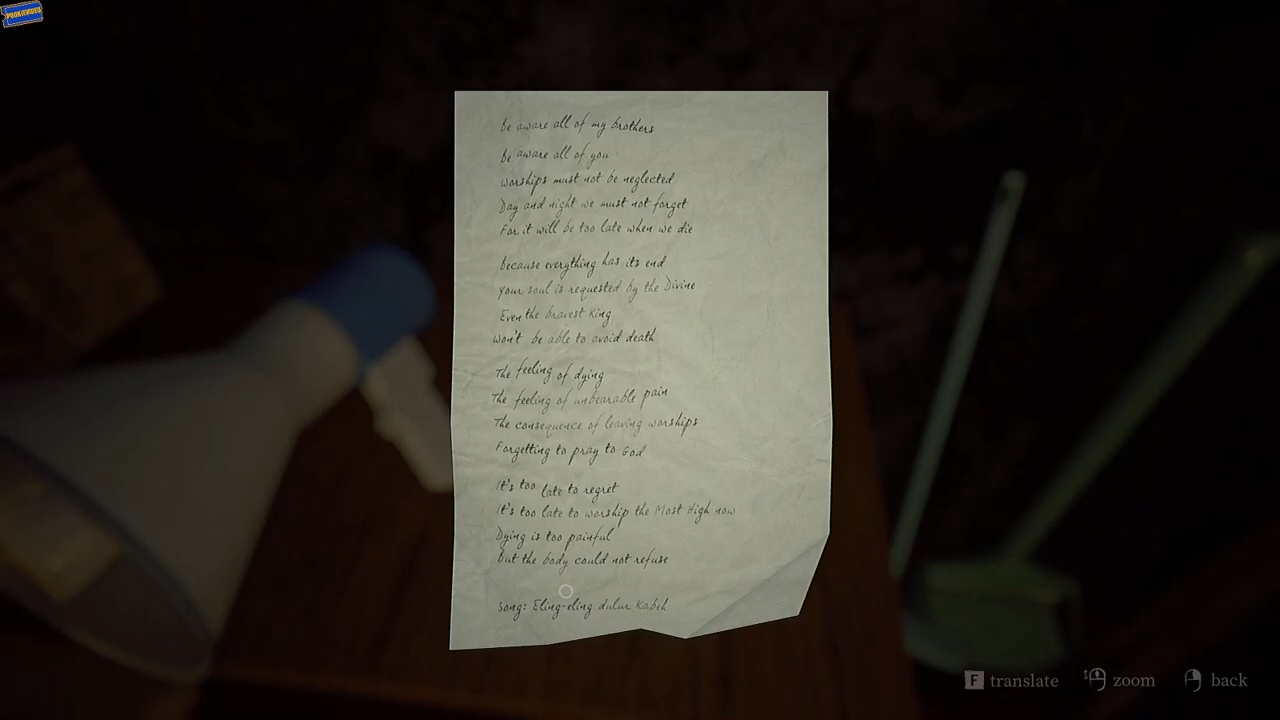 POOKIEVIDEO
Be aware all of my brothers
Be aware all of you
Worships must not be neglected
Day and night we must not forget
For it will be too late when we die
Because everything has its end
Your soul is requested by the Divine
Even the bravest King
Won't be able to avoid death
The feeling of dying
The feeling of unbearable pain
The consequence of leaving worships
Forgetting to pray to God
It's too late to regret
It's too late to worship the Most High now
Dying is too painful
But the body could not refuse
Song: Eling-eling dulur Kabeh
F translate zoom back